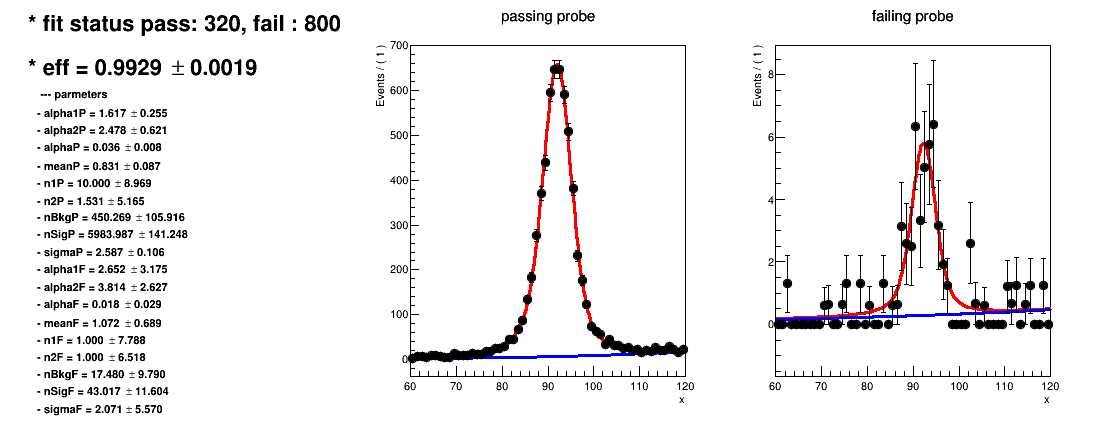 * fit status pass: 320, fail : 800
* eff = 0.9929 ± 0.0019
--- parmeters
- alpha1P = 1.617 ± 0.255
- alpha2P = 2.478 ± 0.621
- alphaP = 0.036 ± 0.008
- meanP = 0.831 ± 0.087
- n1P = 10.000 ± 8.969
- n2P = 1.531 ± 5.165
- nBkgP = 450.269 ± 105.916
- nSigP = 5983.987 ± 141.248
- sigmaP = 2.587 ± 0.106
- alpha1F = 2.652 ± 3.175
- alpha2F = 3.814 ± 2.627
- alphaF = 0.018 ± 0.029
- meanF = 1.072 ± 0.689
- n1F = 1.000 ± 7.788
- n2F = 1.000 ± 6.518
- nBkgF = 17.480 ± 9.790
- nSigF = 43.017 ± 11.604
- sigmaF = 2.071 ± 5.570
passing probe
Events / ( 1 )
700
600
500
400
300
200
100
0
60 70 80 90 100 110 120
x
failing probe
Events / ( 1 )
8
6
4
2
0
60 70 80 90 100 110 120
x